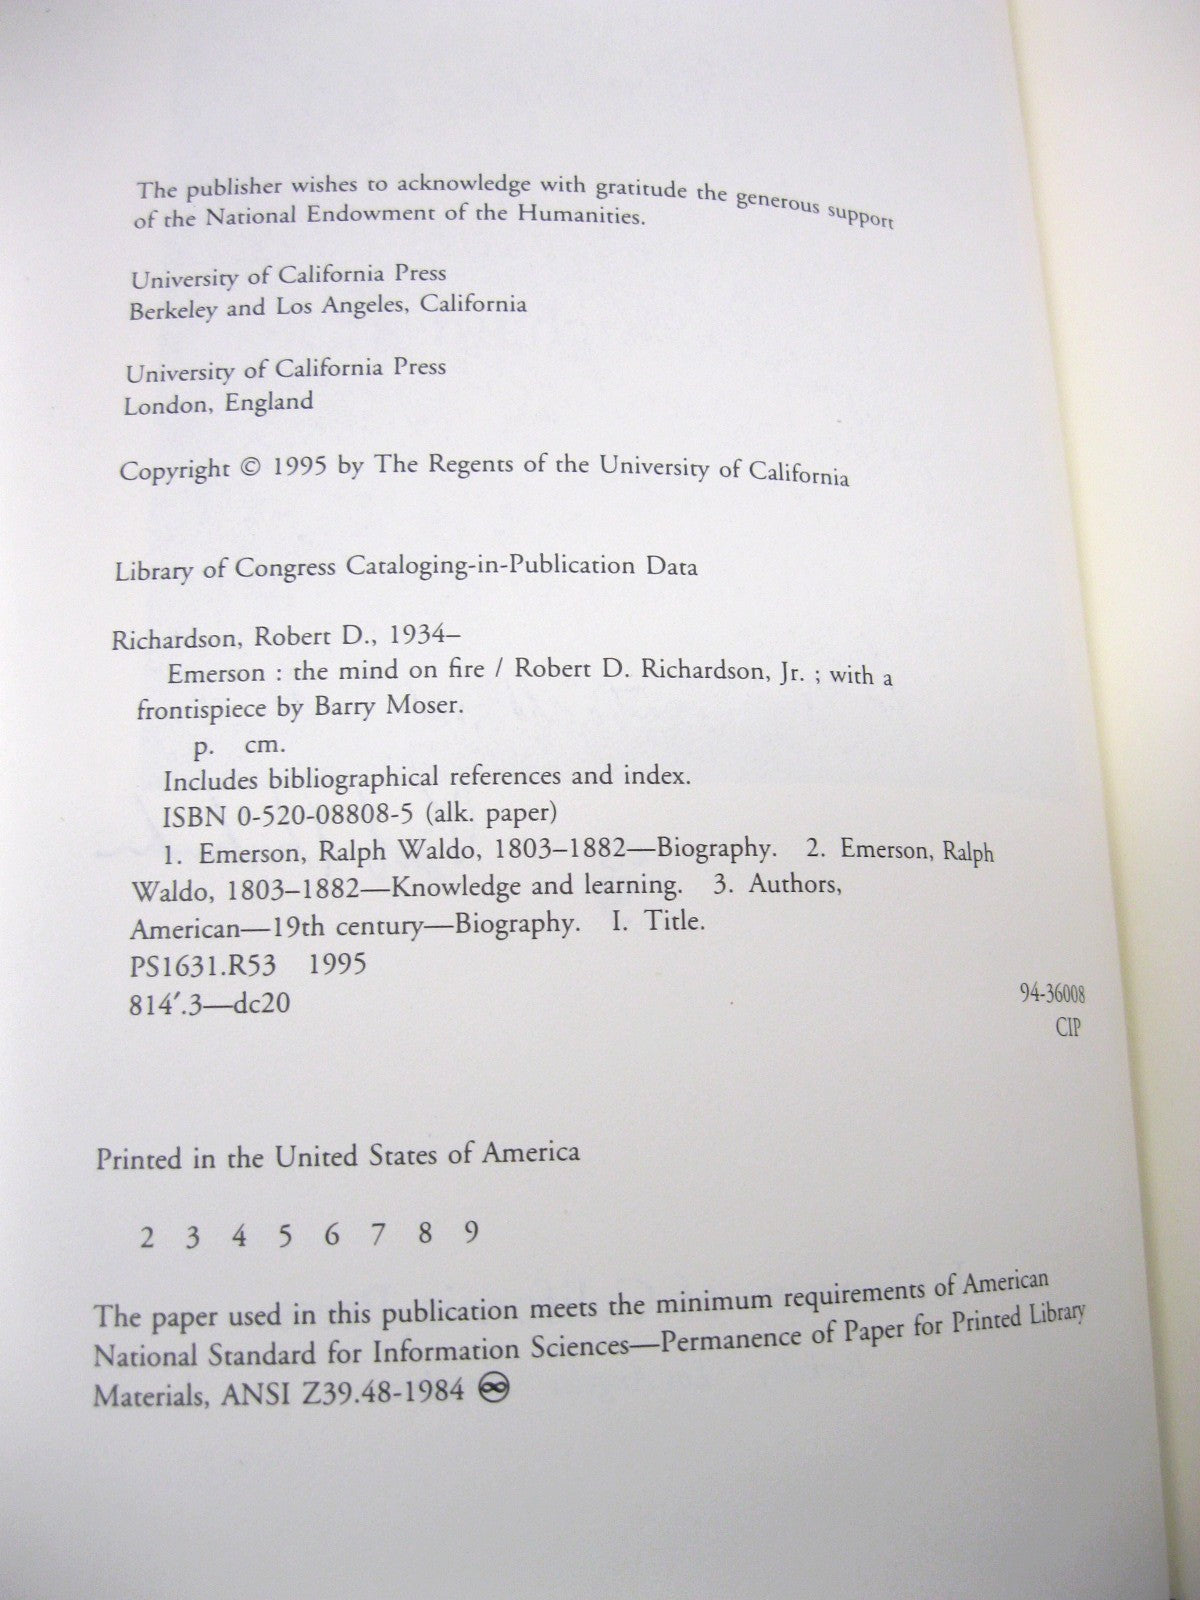 The publisher wishes to acknowledge with gratitude the generous support
of the National Endowment of the Humanities.
University of California Press
Berkeley and Los Angeles, California
University of California Press
London, England
Copyright © 1995 by The Regents of the University of California
Library of Congress Cataloging-in-Publication Data
Richardson, Robert D., 1934–
Emerson : the mind on fire / Robert D. Richardson, Jr. ; with a
frontispiece by Barry Moser.
p. cm.
Includes bibliographical references and index.
ISBN 0-520-08808-5 (alk. paper)
1. Emerson, Ralph Waldo, 1803–1882—Biography. 2. Emerson, Ralph
Waldo, 1803–1882—Knowledge and learning. 3. Authors,
American—19th century—Biography. I. Title.
PS1631.R53 1995
814′.3—dc20
94-36008
CIP
Printed in the United States of America
2 3 4 5 6 7 8 9
The paper used in this publication meets the minimum requirements of American
National Standard for Information Sciences—Permanence of Paper for Printed Library
Materials, ANSI Z39.48-1984 ♾